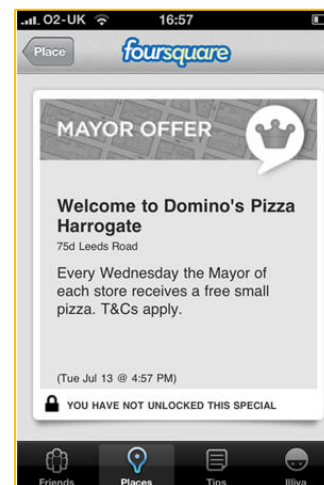 O2-UK 16:57
Place foursquare
MAYOR OFFER
Welcome to Domino's Pizza
Harrogate
75d Leeds Road
Every Wednesday the Mayor of
each store receives a free small
pizza. T&Cs apply.
(Tue Jul 13 @ 4:57 PM)
YOU HAVE NOT UNLOCKED THIS SPECIAL
Friends Places Tips Illiya